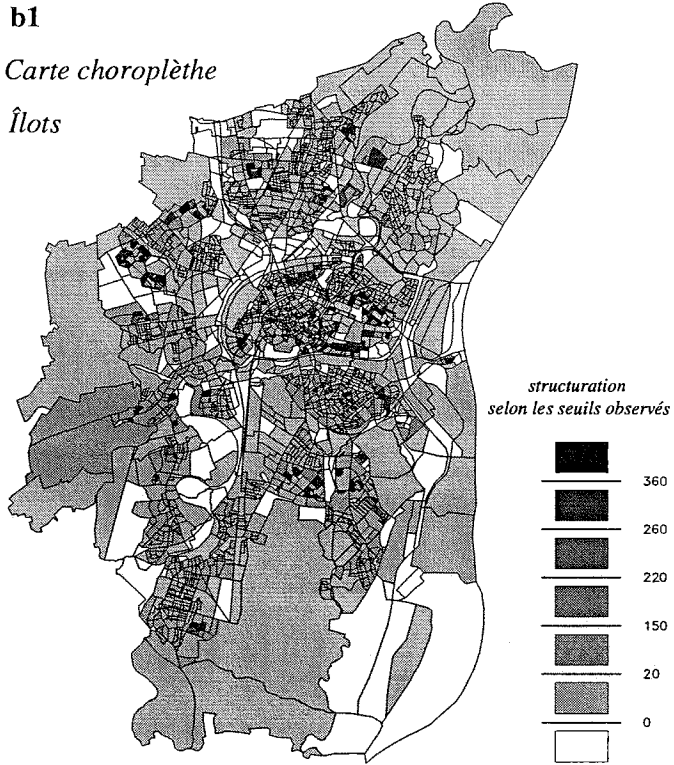 b1
Carte choroplèthe
Îlots
structuration
selon les seuils observés
360
260
220
150
20
0